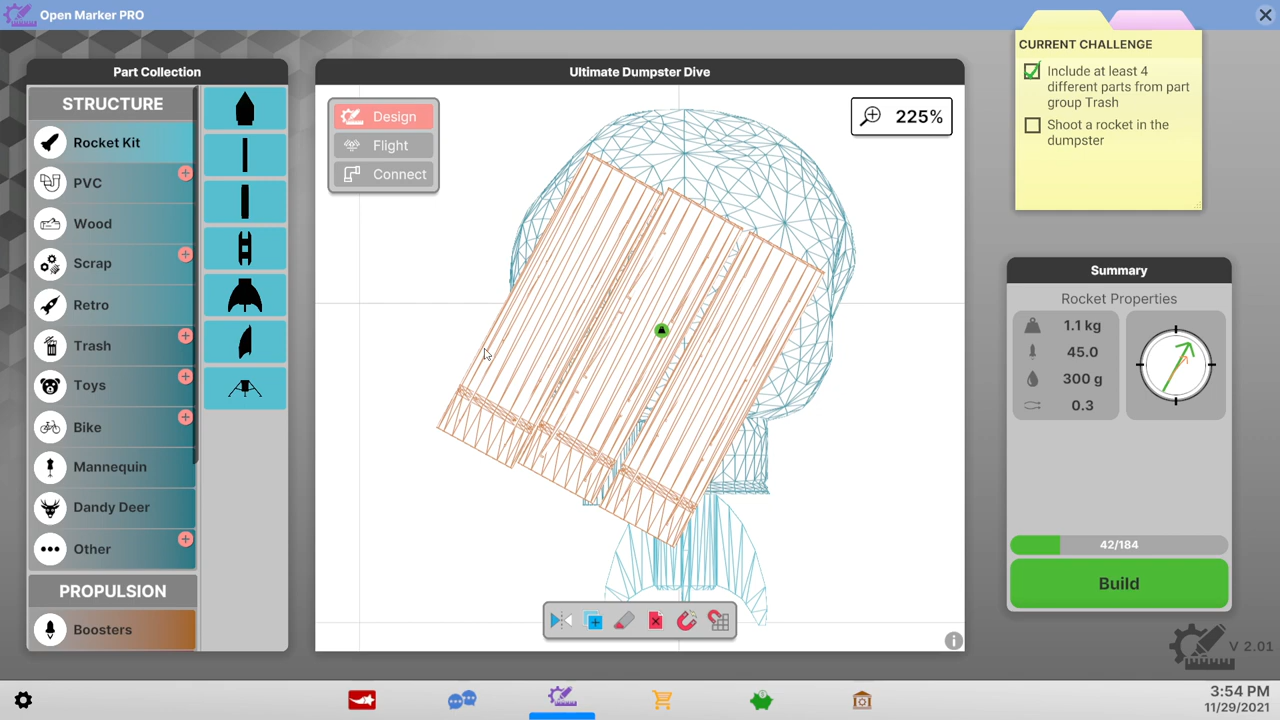 Open Marker PRO
Part Collection
STRUCTURE
Rocket Kit
PVC
Wood
Scrap
Retro
Trash
Toys
Bike
Mannequin
Dandy Deer
Other
PROPULSION
Boosters
Ultimate Dumpster Dive
Design
Flight
Connect
225%
CURRENT CHALLENGE
Include at least 4
different parts from part
group Trash
Shoot a rocket in the
dumpster
Summary
Rocket Properties
1.1 kg
45.0
300 g
0.3
42/184
Build
V 2.01
3:54 PM
11/29/2021